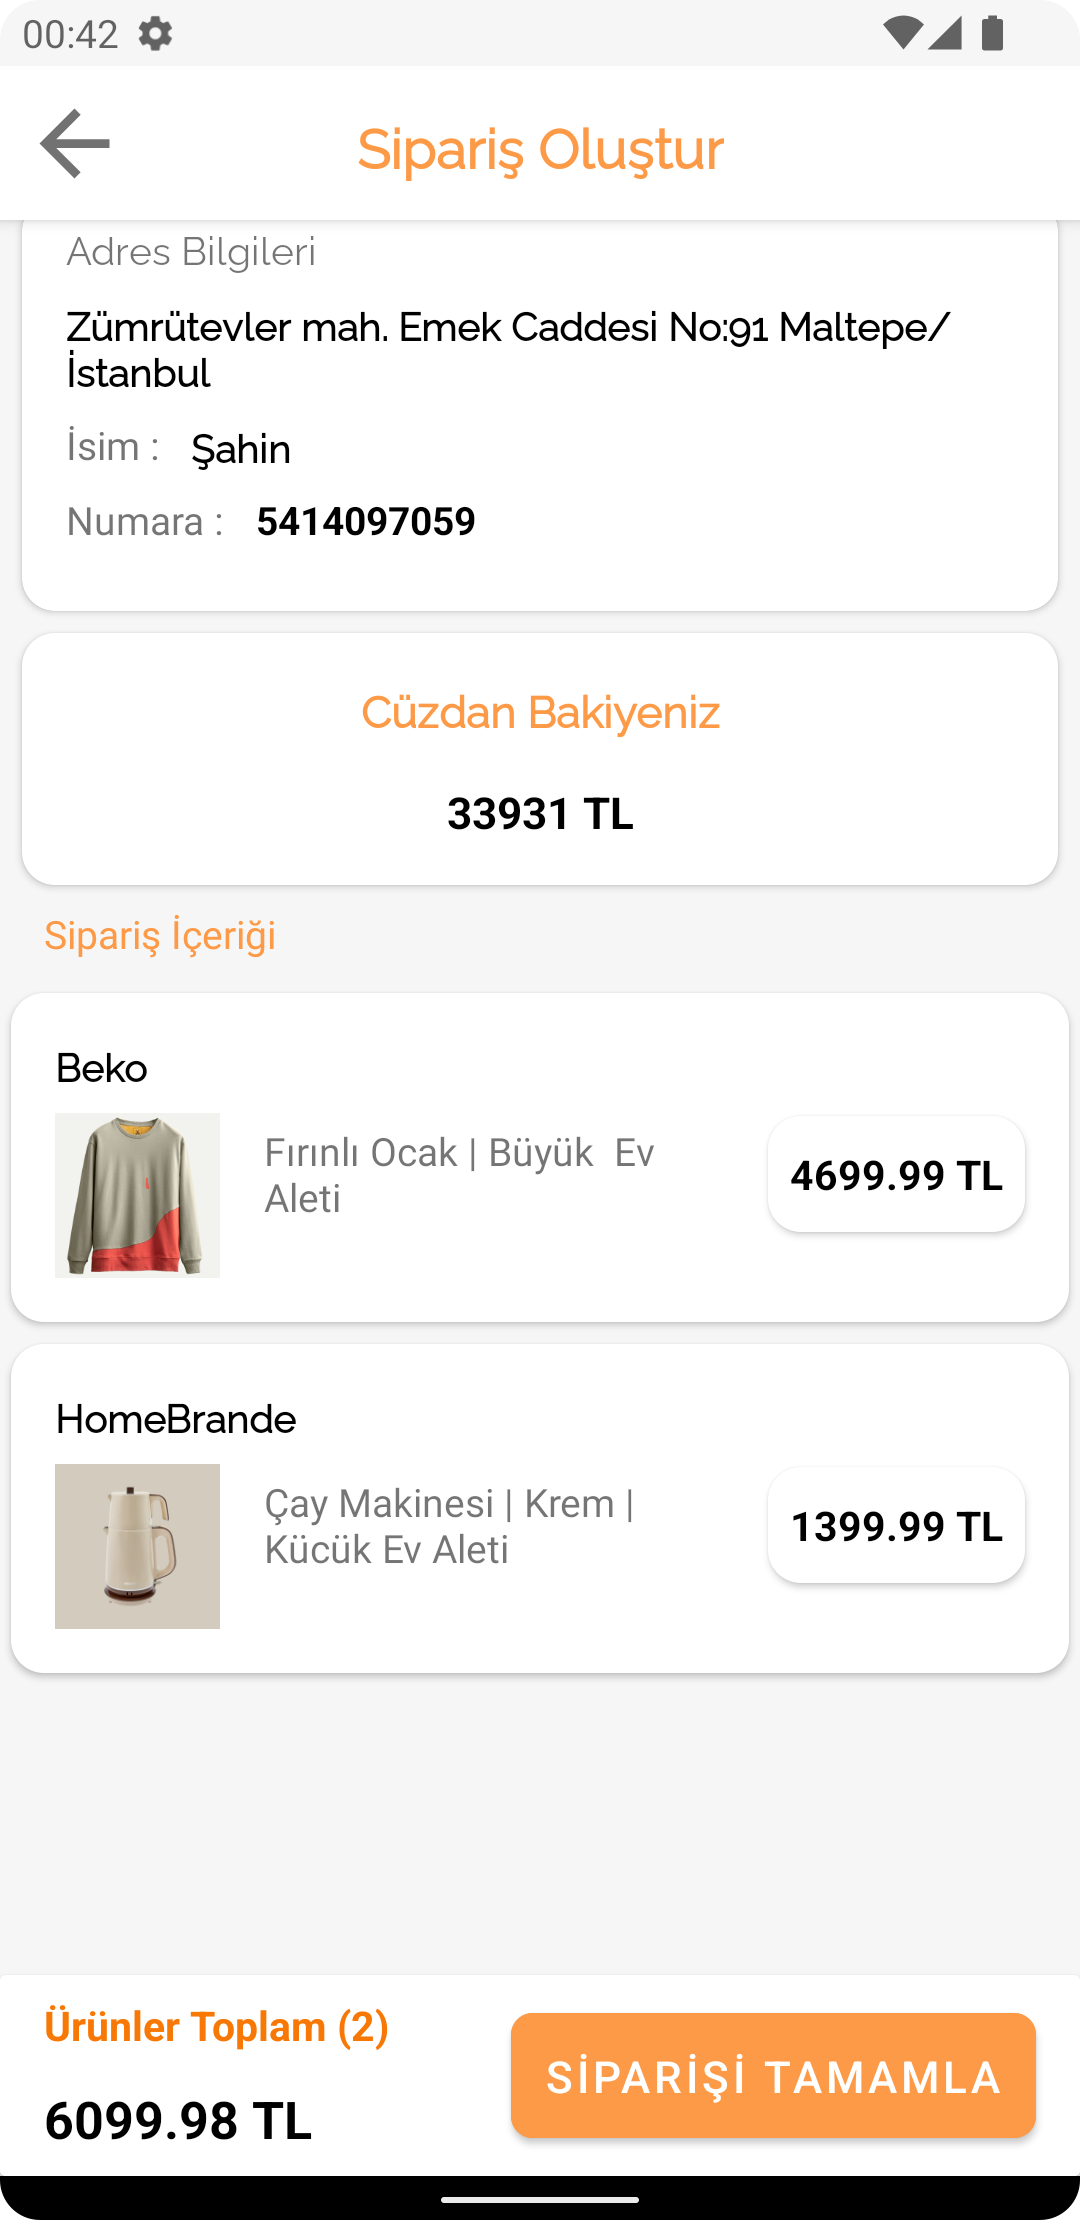 00:42
Sipariş Oluştur
Adres Bilgileri
Zümrütevler mah. Emek Caddesi No:91 Maltepe/
İstanbul
İsim : Şahin
Numara : 5414097059
Cüzdan Bakiyeniz
33931 TL
Sipariş İçeriği
Beko
Fırınlı Ocak | Büyük  Ev
Aleti
4699.99 TL
HomeBrande
Çay Makinesi | Krem |
Kücük Ev Aleti
1399.99 TL
Ürünler Toplam (2)
6099.98 TL
SİPARİŞİ TAMAMLA